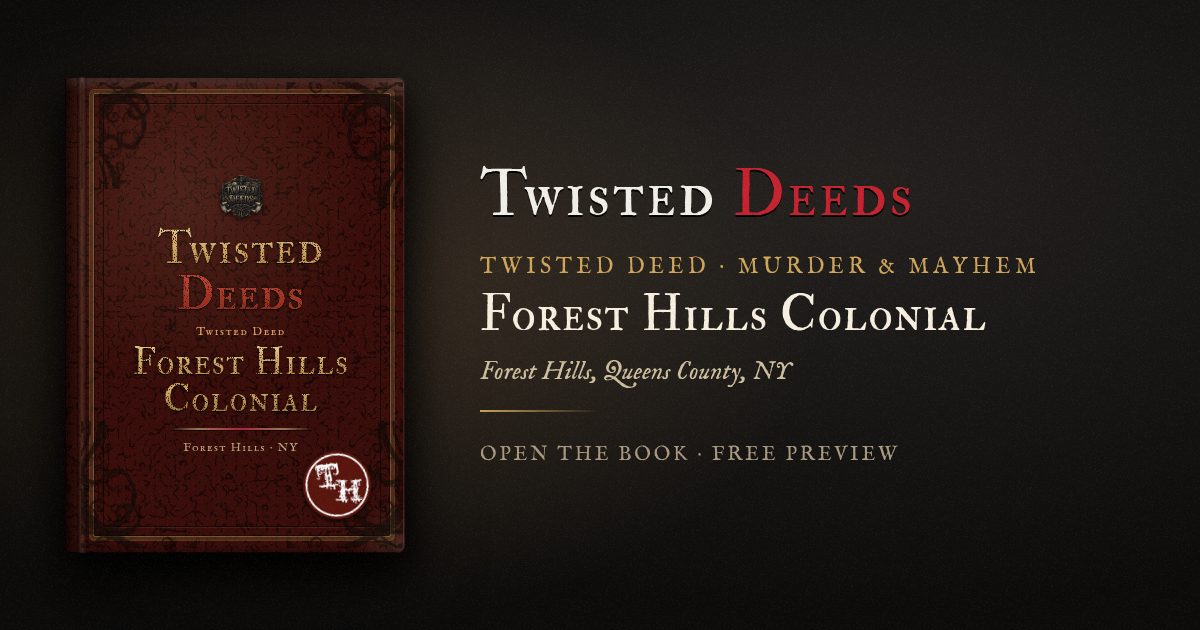 Twisted
Deeds
Twisted Deed
Forest Hills
Colonial
Forest Hills · NY
TH
Twisted Deeds
TWISTED DEED · MURDER & MAYHEM
Forest Hills Colonial
Forest Hills, Queens County, NY
OPEN THE BOOK · FREE PREVIEW